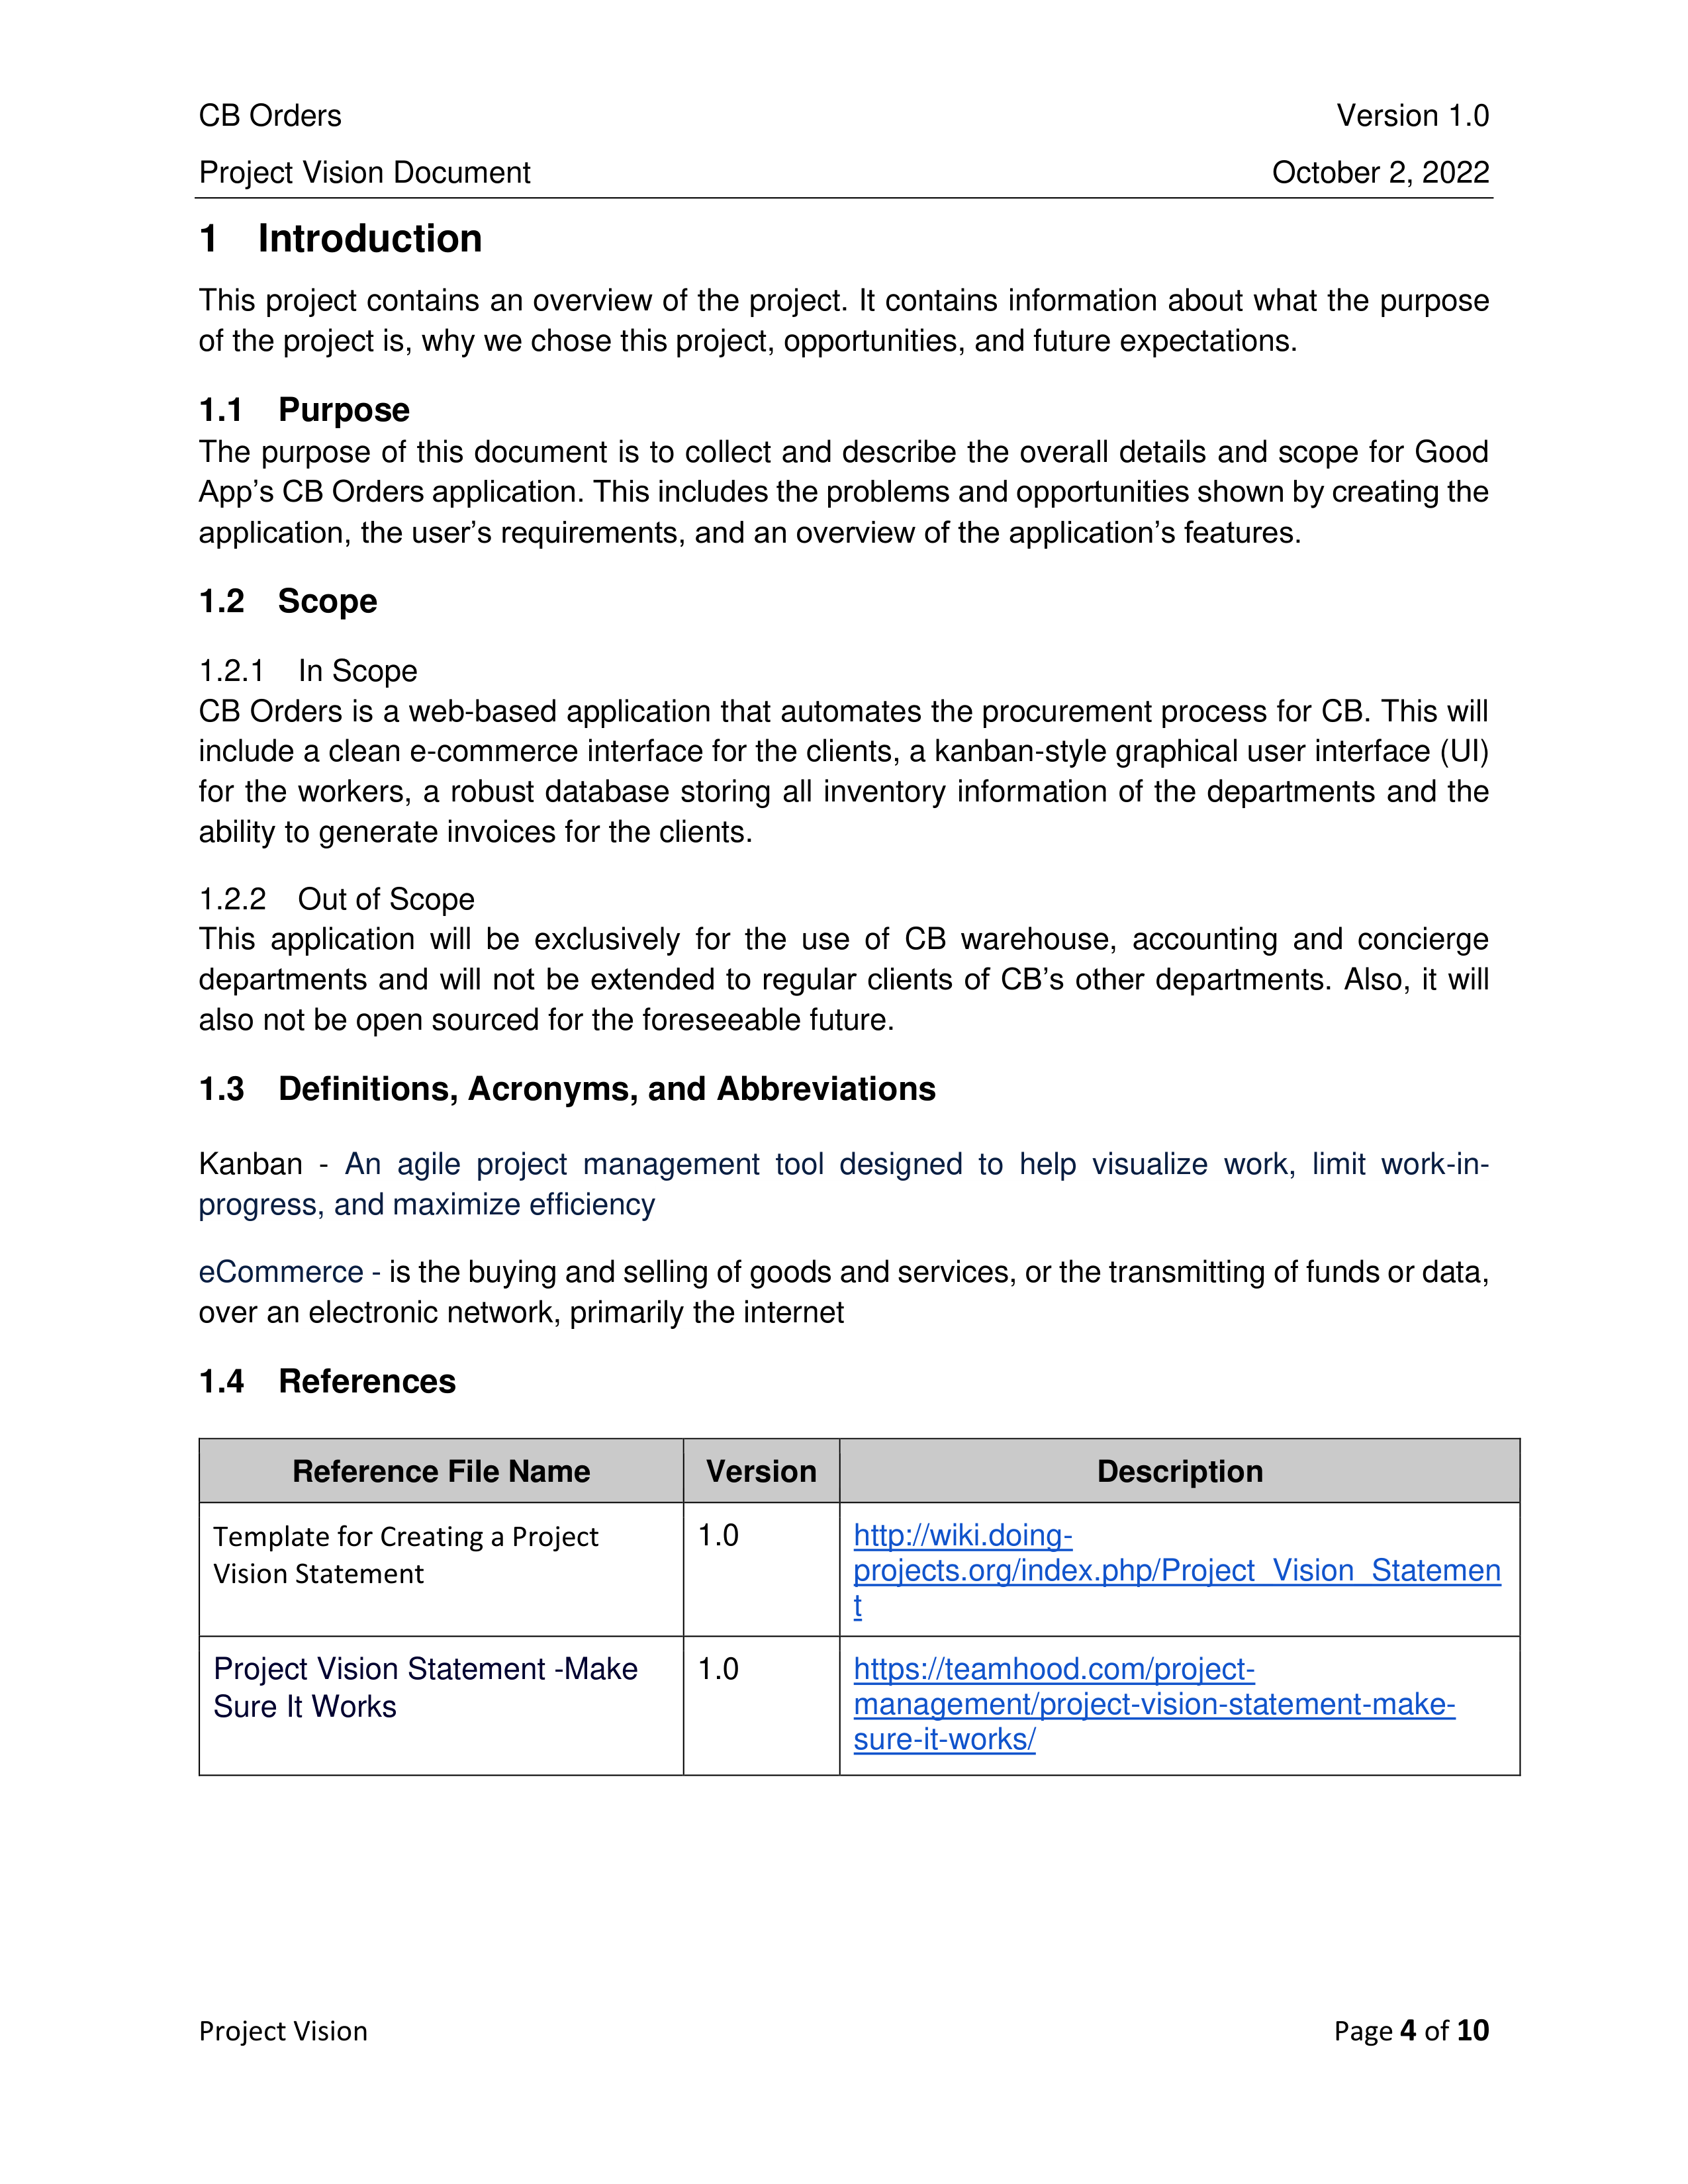 CB Orders Version 1.0
Project Vision Document October 2, 2022
1 Introduction
This project contains an overview of the project. It contains information about what the purpose
of the project is, why we chose this project, opportunities, and future expectations.
1.1 Purpose
The purpose of this document is to collect and describe the overall details and scope for Good
App’s CB Orders application. This includes the problems and opportunities shown by creating the
application, the user’s requirements, and an overview of the application’s features.
1.2 Scope
1.2.1 In Scope
CB Orders is a web-based application that automates the procurement process for CB. This will
include a clean e-commerce interface for the clients, a kanban-style graphical user interface (UI)
for the workers, a robust database storing all inventory information of the departments and the
ability to generate invoices for the clients.
1.2.2 Out of Scope
This application will be exclusively for the use of CB warehouse, accounting and concierge
departments and will not be extended to regular clients of CB’s other departments. Also, it will
also not be open sourced for the foreseeable future.
1.3 Definitions, Acronyms, and Abbreviations
Kanban - An agile project management tool designed to help visualize work, limit work-in-
progress, and maximize efficiency
eCommerce - is the buying and selling of goods and services, or the transmitting of funds or data,
over an electronic network, primarily the internet
1.4 References
Reference File Name Version Description
Template for Creating a Project
Vision Statement
1.0
http://wiki.doing-
projects.org/index.php/Project_Vision_Statemen
t
Project Vision Statement -Make
Sure It Works
1.0
https://teamhood.com/project-
management/project-vision-statement-make-
sure-it-works/
Project Vision Page 4 of 10